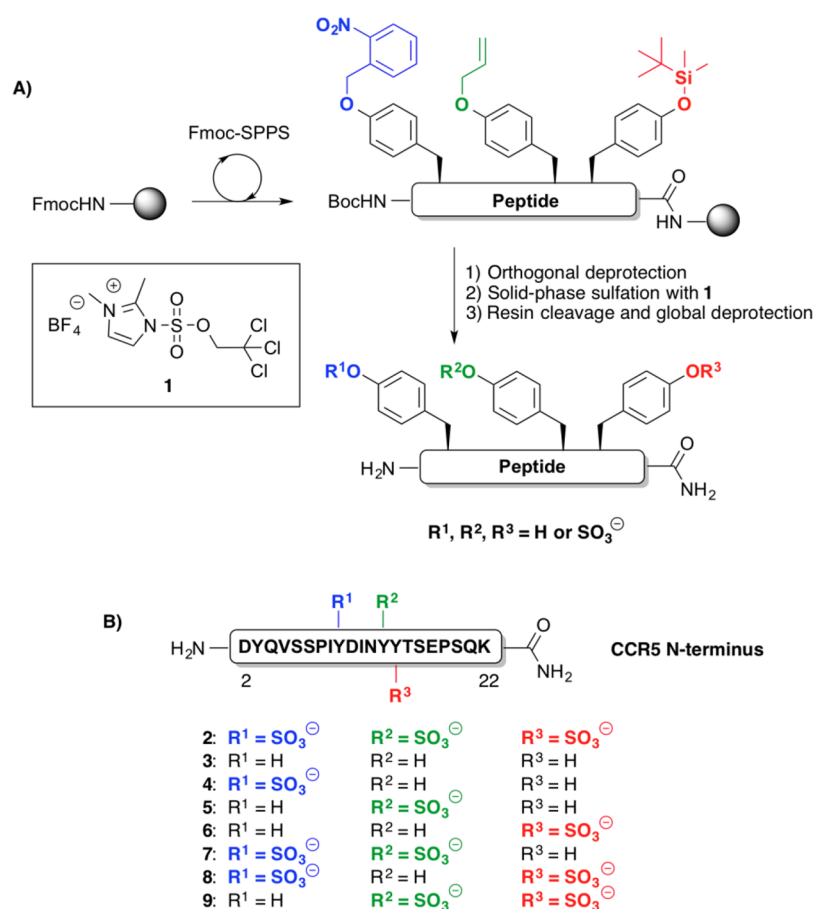 A)
O₂N
O
O
Si
O
Fmoc-SPPS
FmocHN
BocHN
Peptide
O
HN
1) Orthogonal deprotection
2) Solid-phase sulfation with 1
3) Resin cleavage and global deprotection
⊖
BF₄
N
⊕
N
O
S
O
O
Cl
Cl
Cl
1
R¹O
R²O
OR³
H₂N
Peptide
O
NH₂
R¹, R², R³ = H or SO₃⊖
B)
R¹
R²
H₂N
DYQVSSPIYDINYYTSEPSQK
O
NH₂
CCR5 N-terminus
2
22
R³
2: R¹ = SO₃⊖ R² = SO₃⊖ R³ = SO₃⊖
3: R¹ = H R² = H R³ = H
4: R¹ = SO₃⊖ R² = H R³ = H
5: R¹ = H R² = SO₃⊖ R³ = H
6: R¹ = H R² = H R³ = SO₃⊖
7: R¹ = SO₃⊖ R² = SO₃⊖ R³ = H
8: R¹ = SO₃⊖ R² = H R³ = SO₃⊖
9: R¹ = H R² = SO₃⊖ R³ = SO₃⊖